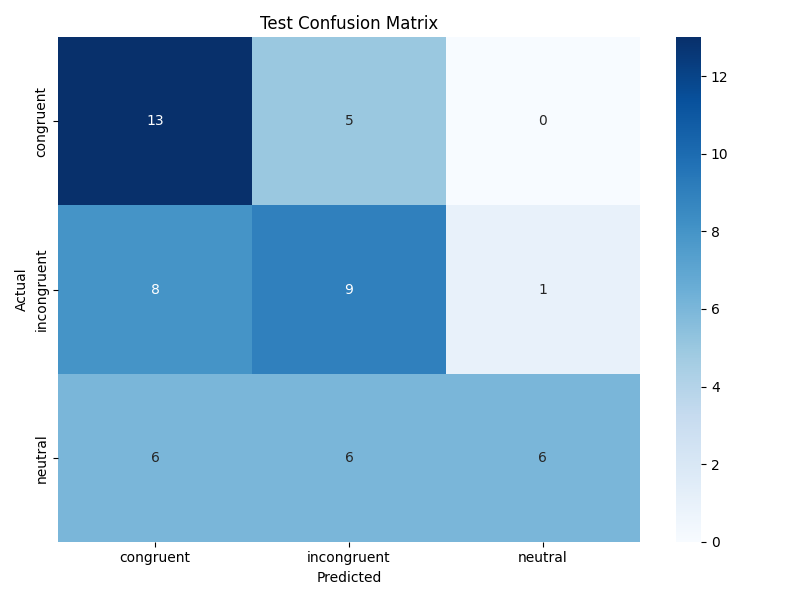 Test Confusion Matrix
congruent
13 5 0
12
10
incongruent
8 9 1
8
6
neutral
6 6 6
4
2
0
congruent incongruent neutral
Predicted
Actual